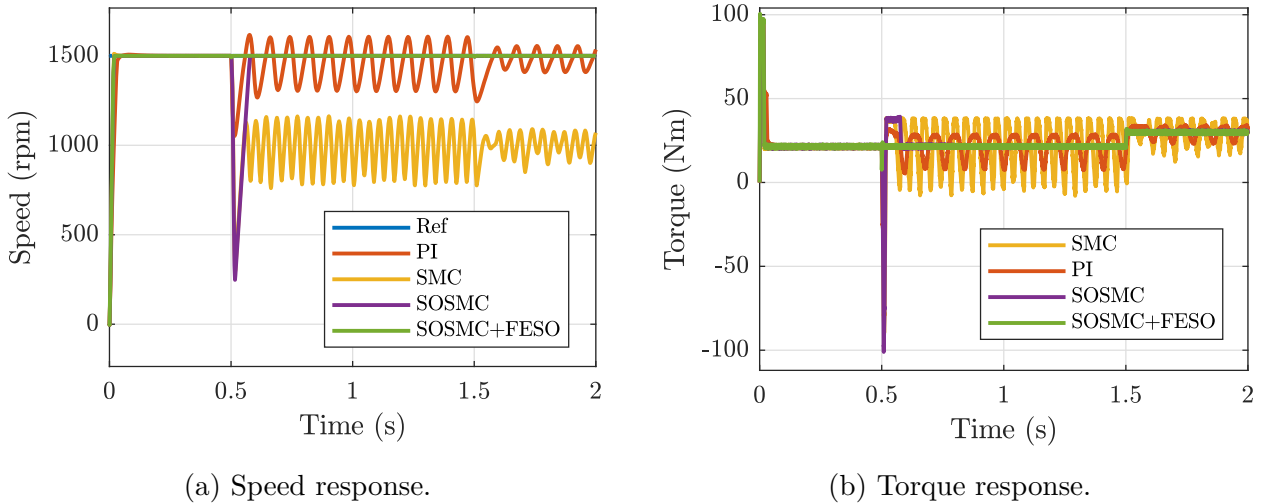 1500
1000
500
0
Speed (rpm)
Ref
PI
SMC
SOSMC
SOSMC+FESO
0
0.5
1
1.5
2
Time (s)
(a) Speed response.
100
50
0
-50
-100
Torque (Nm)
SMC
PI
SOSMC
SOSMC+FESO
0
0.5
1
1.5
2
Time (s)
(b) Torque response.